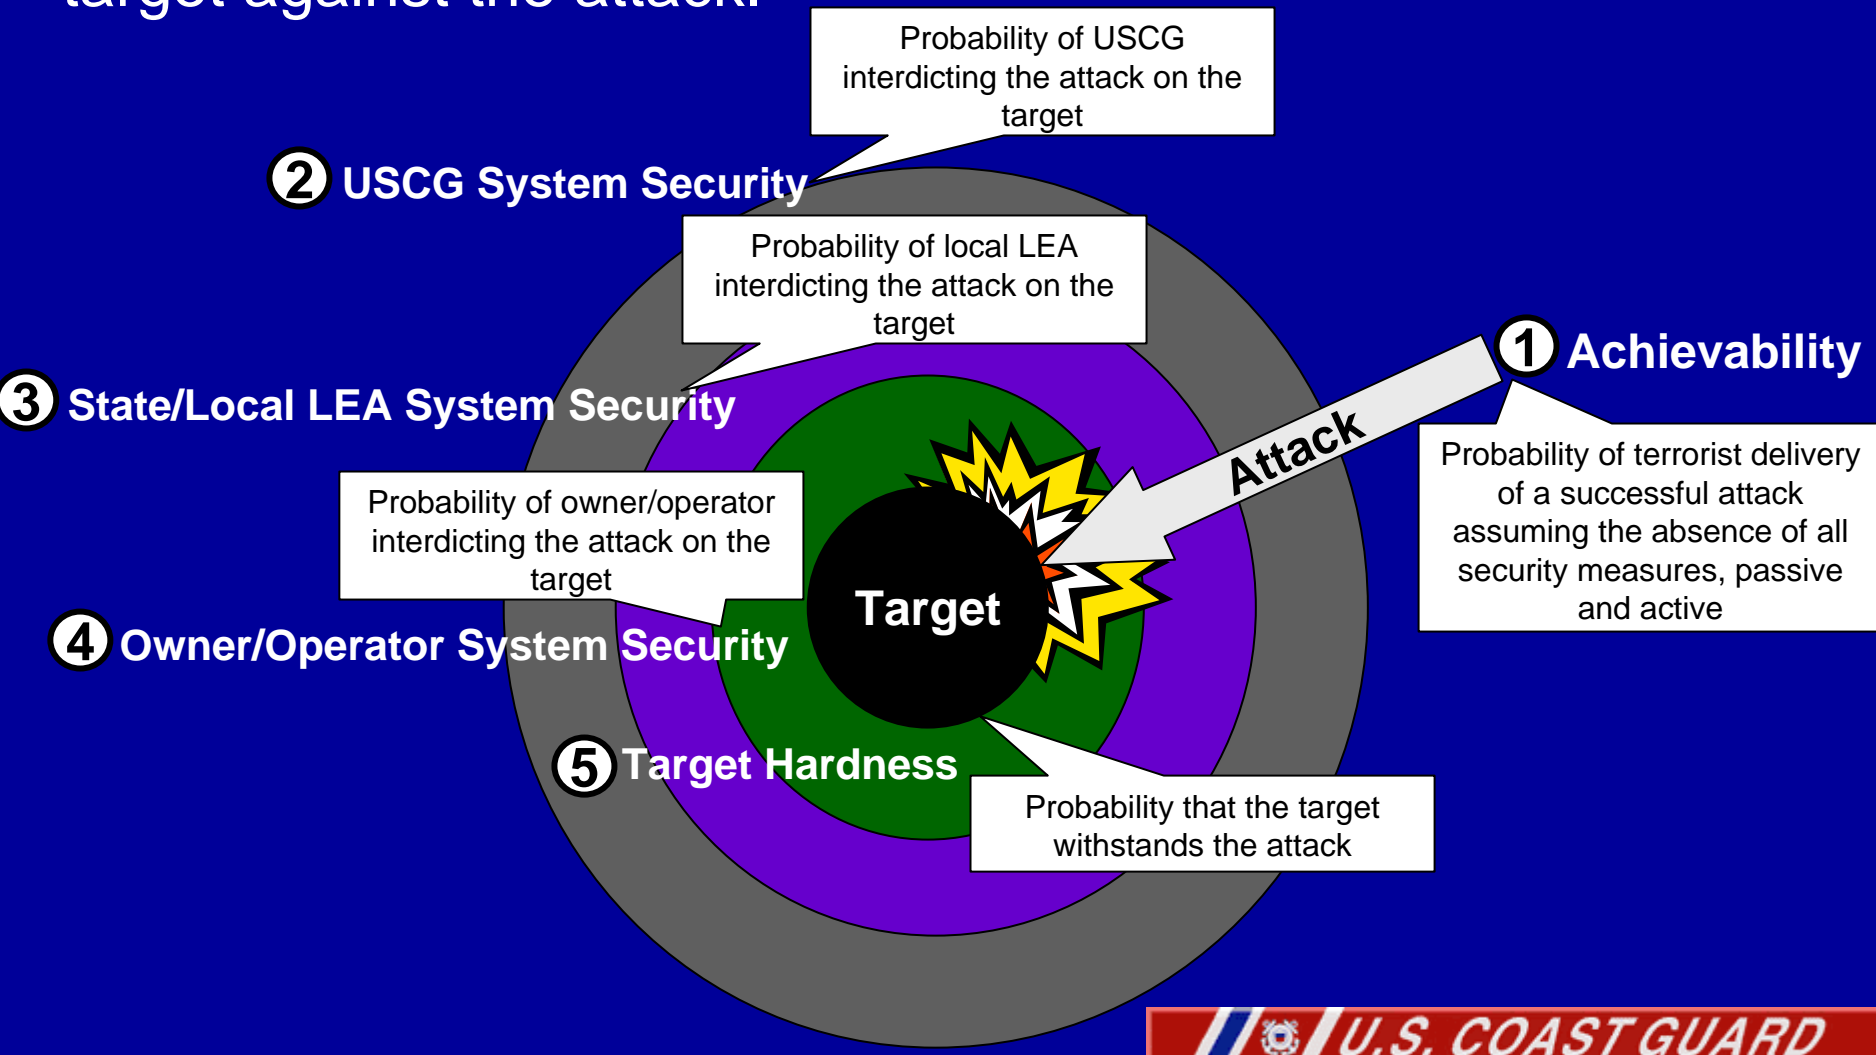 target against the attack.
Probability of USCG
interdicting the attack on the
target
2 USCG System Security
Probability of local LEA
interdicting the attack on the
target
1 Achievability
3 State/Local LEA System Security
Attack
Probability of terrorist delivery
of a successful attack
assuming the absence of all
security measures, passive
and active
Probability of owner/operator
interdicting the attack on the
target
Target
4 Owner/Operator System Security
5 Target Hardness
Probability that the target
withstands the attack
U.S. COAST GUARD